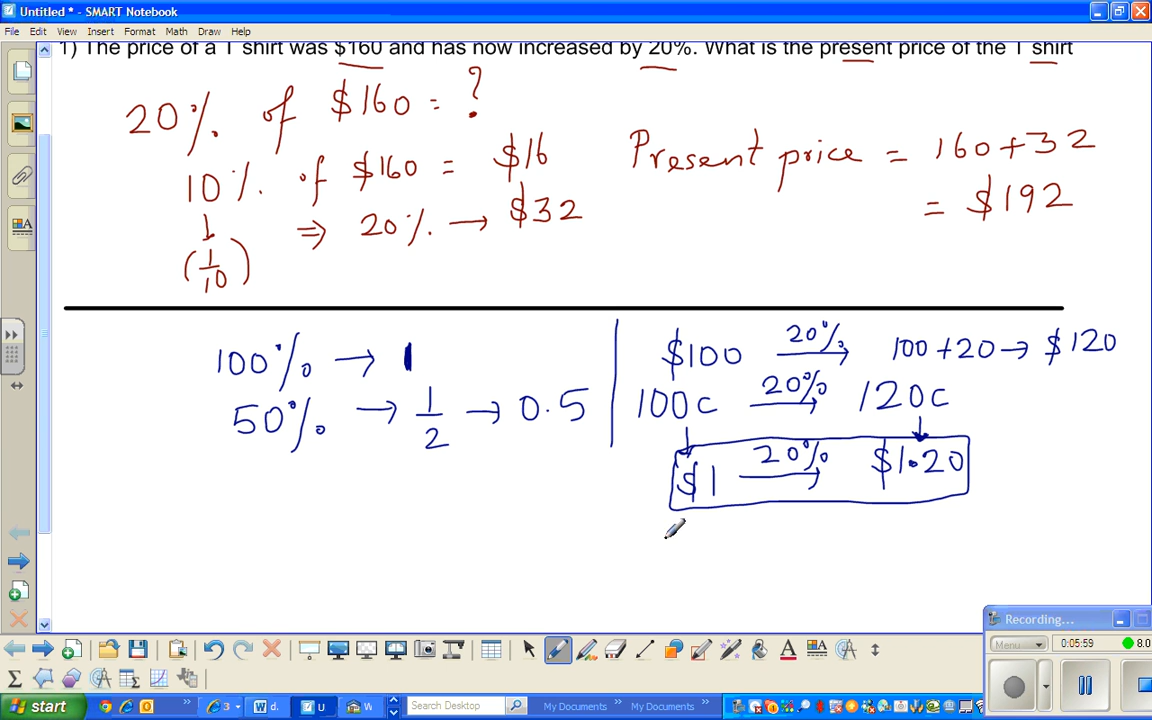 Untitled * - SMART Notebook
File Edit View Insert Format Math Draw Help
1) The price of a T shirt was $160 and has now increased by 20%. What is the present price of the T shirt
20% of $160 = ?
10% of $160 = $16
(1/10)
⇒ 20% → $32
Present price = 160+32
= $192
100% → 1
50% → 1/2 → 0.5
$100 20% → 100+20 → $120
100c 20% → 120c
$1 20% → $1.20
Recording...
Menu
0:05:59
8.0
start
3
d.
U
W
Search Desktop
My Documents
My Documents